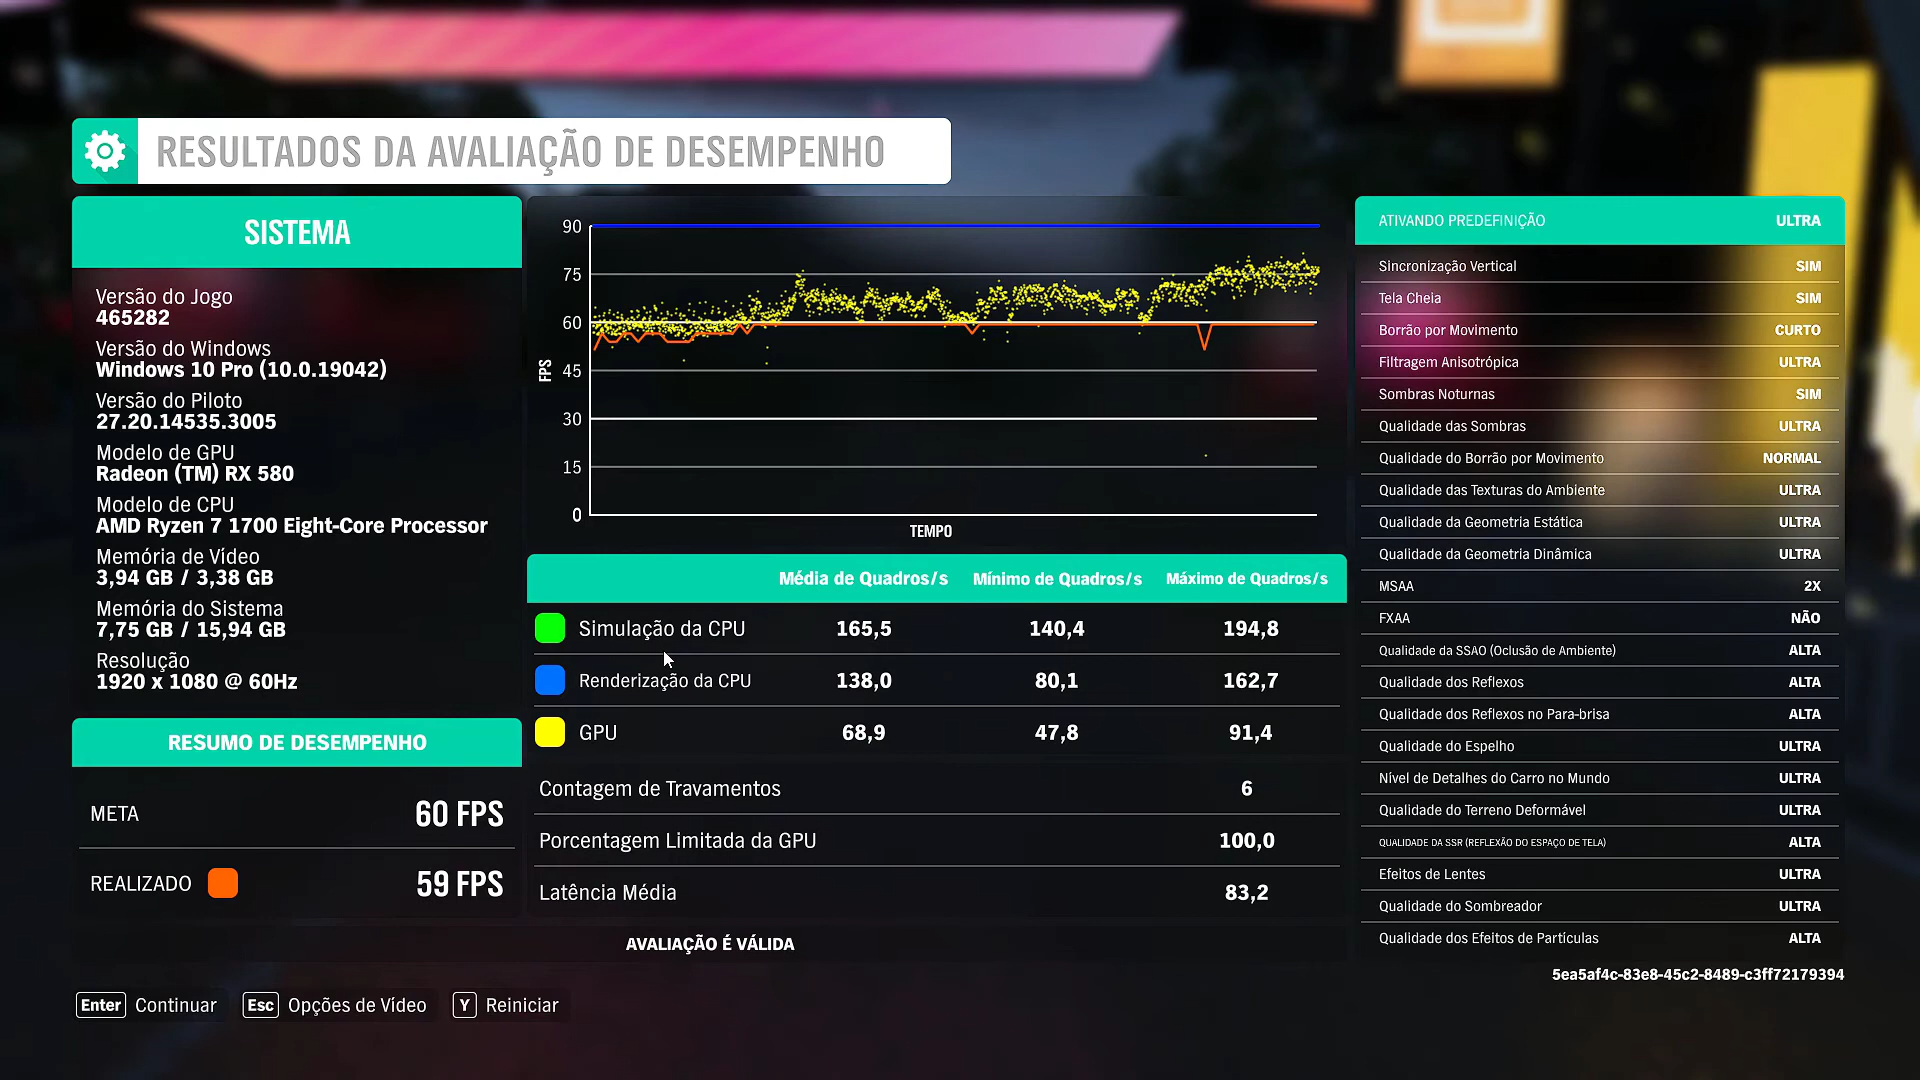 RESULTADOS DA AVALIAÇÃO DE DESEMPENHO
SISTEMA
Versão do Jogo
465282
Versão do Windows
Windows 10 Pro (10.0.19042)
Versão do Piloto
27.20.14535.3005
Modelo de GPU
Radeon (TM) RX 580
Modelo de CPU
AMD Ryzen 7 1700 Eight-Core Processor
Memória de Vídeo
3,94 GB / 3,38 GB
Memória do Sistema
7,75 GB / 15,94 GB
Resolução
1920 x 1080 @ 60Hz
RESUMO DE DESEMPENHO
META 60 FPS
REALIZADO 59 FPS
FPS
90
75
60
45
30
15
0
TEMPO
Média de Quadros/s Mínimo de Quadros/s Máximo de Quadros/s
Simulação da CPU 165,5 140,4 194,8
Renderização da CPU 138,0 80,1 162,7
GPU 68,9 47,8 91,4
Contagem de Travamentos 6
Porcentagem Limitada da GPU 100,0
Latência Média 83,2
AVALIAÇÃO É VÁLIDA
ATIVANDO PREDEFINIÇÃO ULTRA
Sincronização Vertical SIM
Tela Cheia SIM
Borrão por Movimento CURTO
Filtragem Anisotrópica ULTRA
Sombras Noturnas SIM
Qualidade das Sombras ULTRA
Qualidade do Borrão por Movimento NORMAL
Qualidade das Texturas do Ambiente ULTRA
Qualidade da Geometria Estática ULTRA
Qualidade da Geometria Dinâmica ULTRA
MSAA 2X
FXAA NÃO
Qualidade da SSAO (Oclusão de Ambiente) ALTA
Qualidade dos Reflexos ALTA
Qualidade dos Reflexos no Para-brisa ALTA
Qualidade do Espelho ULTRA
Nível de Detalhes do Carro no Mundo ULTRA
Qualidade do Terreno Deformável ULTRA
QUALIDADE DA SSR (REFLEXÃO DO ESPAÇO DE TELA) ALTA
Efeitos de Lentes ULTRA
Qualidade do Sombreador ULTRA
Qualidade dos Efeitos de Partículas ALTA
5ea5af4c-83e8-45c2-8489-c3ff72179394
Enter Continuar Esc Opções de Vídeo Y Reiniciar